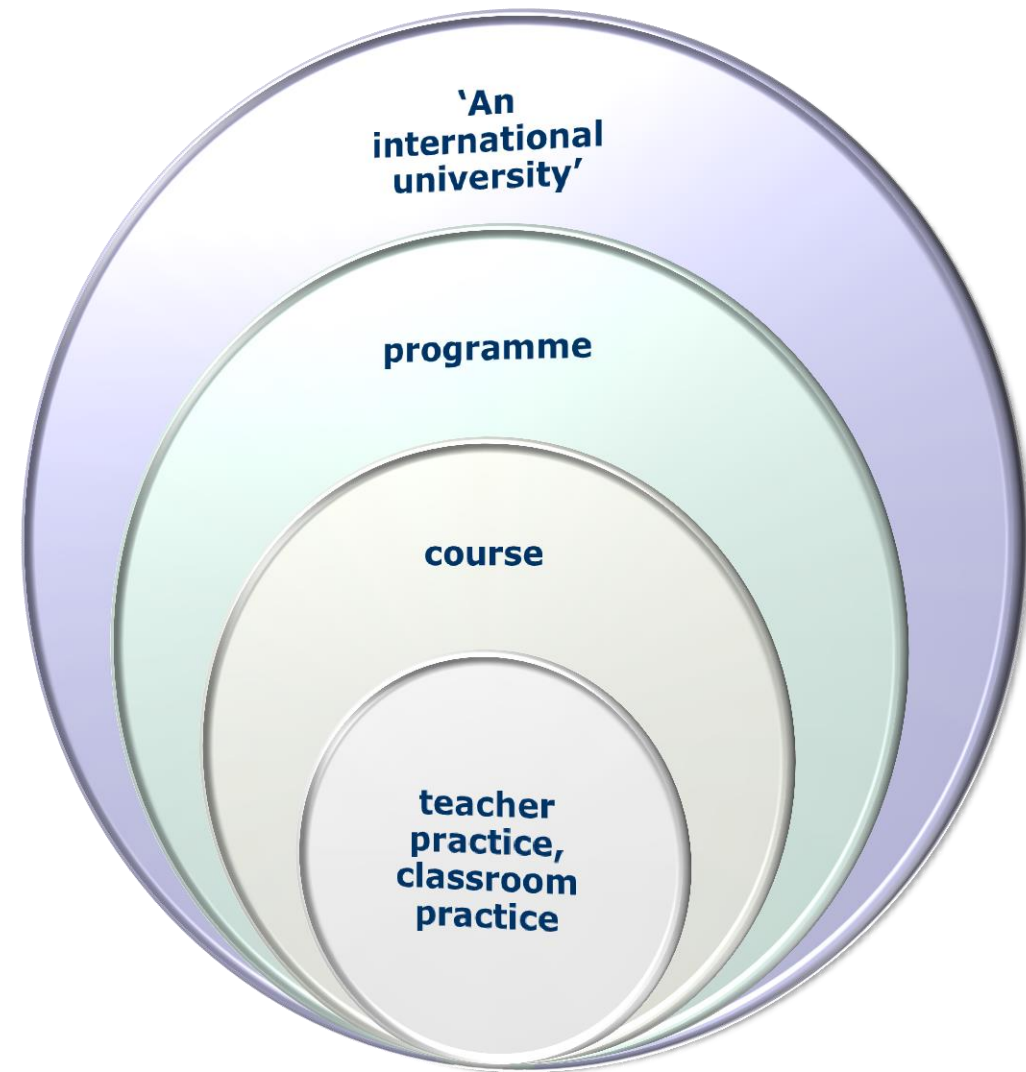 ‘An
international
university’
programme
course
teacher
practice,
classroom
practice